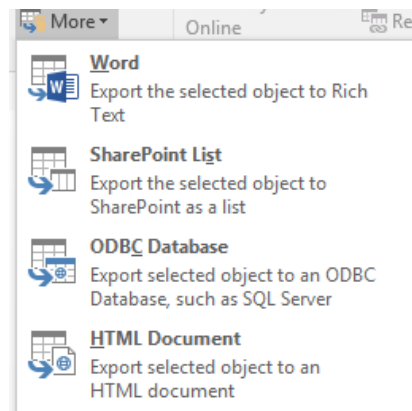 More
Online
Re
Word
Export the selected object to Rich
Text
SharePoint List
Export the selected object to
SharePoint as a list
ODBC Database
Export selected object to an ODBC
Database, such as SQL Server
HTML Document
Export selected object to an
HTML document